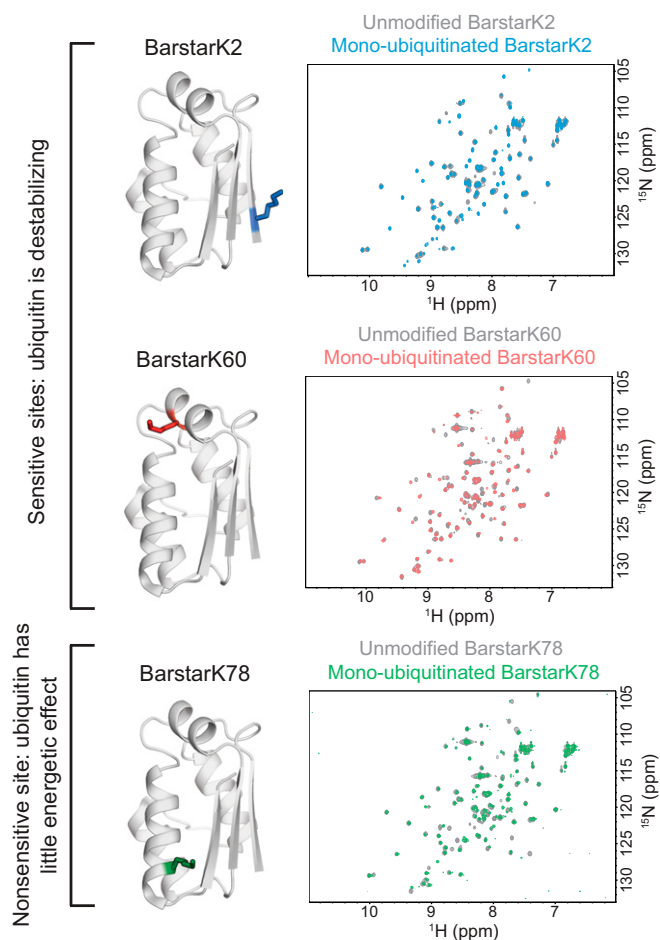 Sensitive sites: ubiquitin is destabilizing
BarstarK2
Unmodified BarstarK2
Mono-ubiquitinated BarstarK2
105
110
115
120
125
130
15N (ppm)
10 9 8 7
1H (ppm)
BarstarK60
Unmodified BarstarK60
Mono-ubiquitinated BarstarK60
105
110
115
120
125
130
15N (ppm)
10 9 8 7
1H (ppm)
Nonsensitive site: ubiquitin has
little energetic effect
BarstarK78
Unmodified BarstarK78
Mono-ubiquitinated BarstarK78
105
110
115
120
125
130
15N (ppm)
10 9 8 7
1H (ppm)